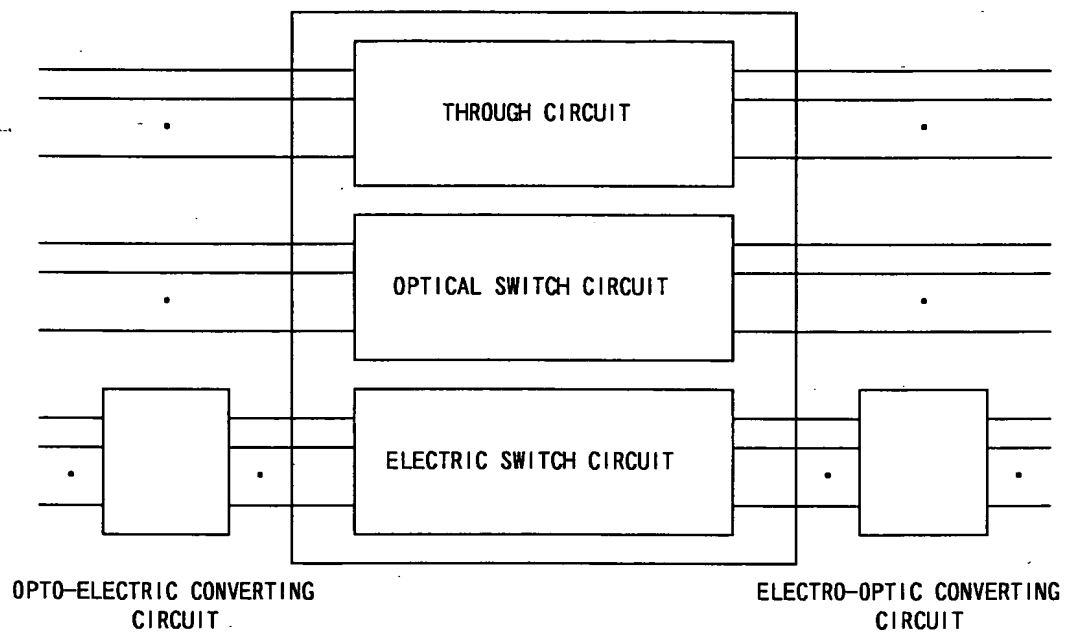 THROUGH CIRCUIT
OPTICAL SWITCH CIRCUIT
ELECTRIC SWITCH CIRCUIT
OPTO-ELECTRIC CONVERTING
CIRCUIT
ELECTRO-OPTIC CONVERTING
CIRCUIT